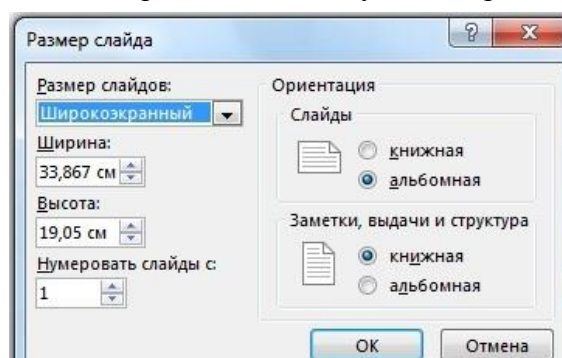 Размер слайда
Размер слайдов:
Широкоэкранный
Ширина:
33,867 см
Высота:
19,05 см
Нумеровать слайды с:
1
Ориентация
Слайды
книжная
альбомная
Заметки, выдачи и структура
книжная
альбомная
ОК
Отмена